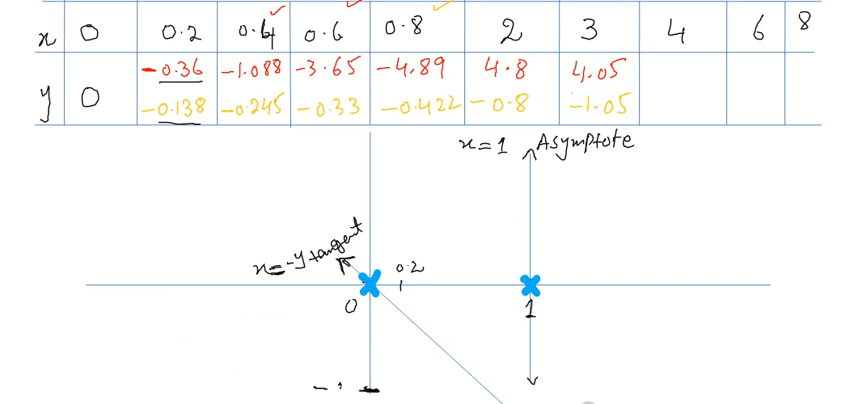 x 0 0.2 0.4 0.6 0.8 2 3 4 6 8
y 0 -0.36 -1.088 -3.65 -4.89 4.8 4.05
-0.138 -0.245 -0.33 -0.422 -0.8 -1.05
x=1 Asymptote
x=-y tangent
0.2
0 1